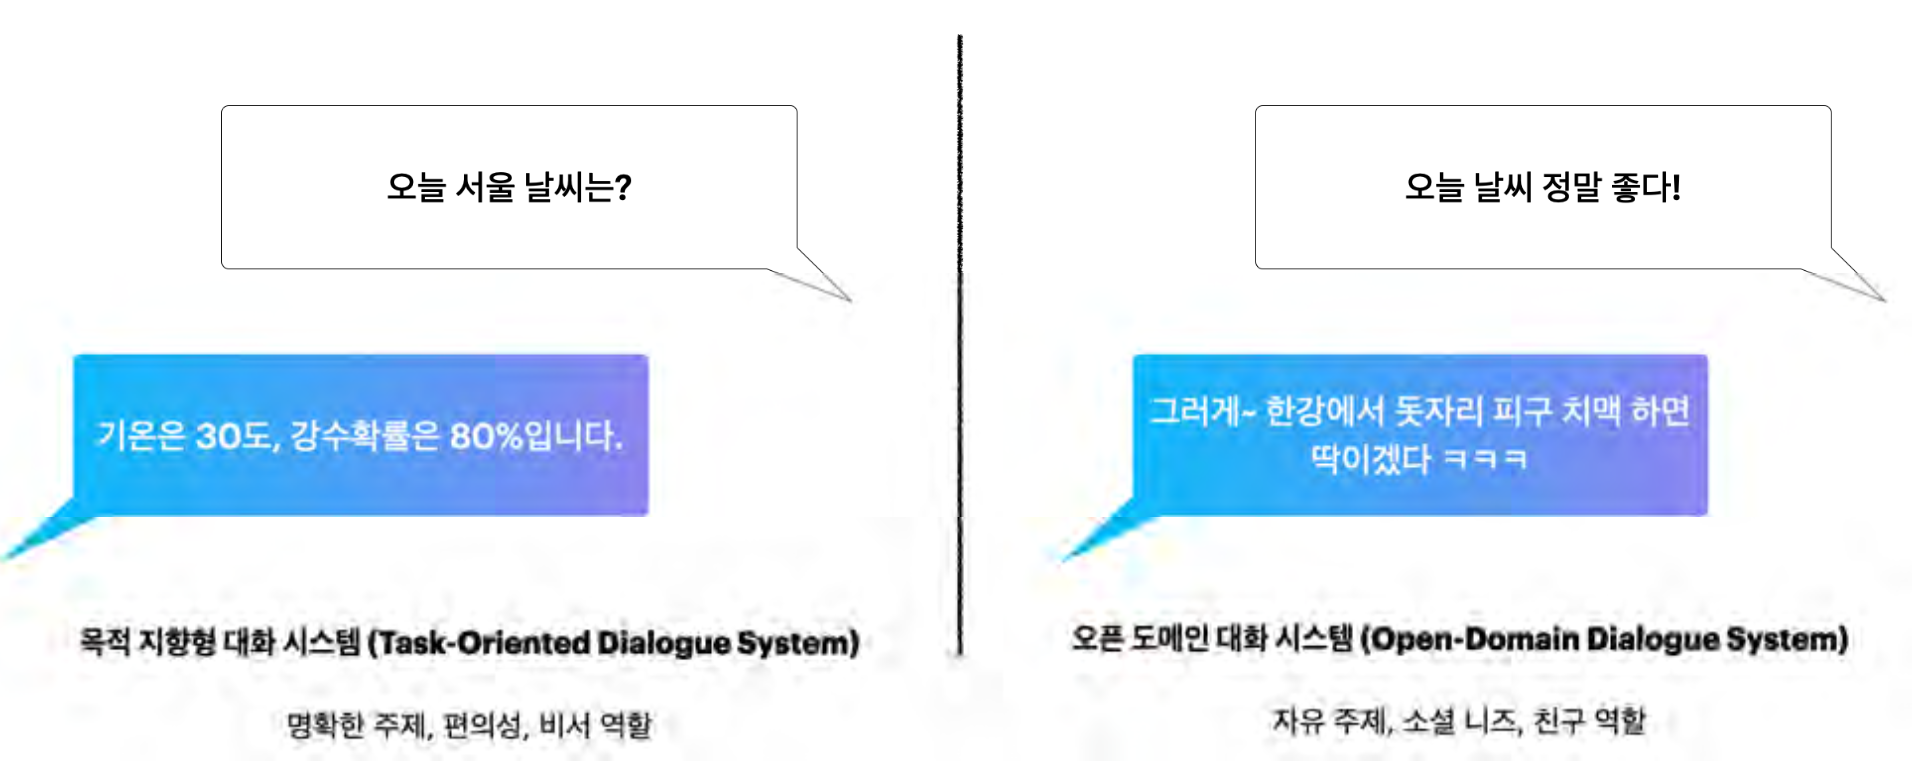 오늘 서울 날씨는?
기온은 30도, 강수확률은 80%입니다.
목적 지향형 대화 시스템 (Task-Oriented Dialogue System)
명확한 주제, 편의성, 비서 역할
오늘 날씨 정말 좋다!
그러게~ 한강에서 돗자리 피구 치맥 하면
딱이겠다 ㅋㅋㅋ
오픈 도메인 대화 시스템 (Open-Domain Dialogue System)
자유 주제, 소셜 니즈, 친구 역할